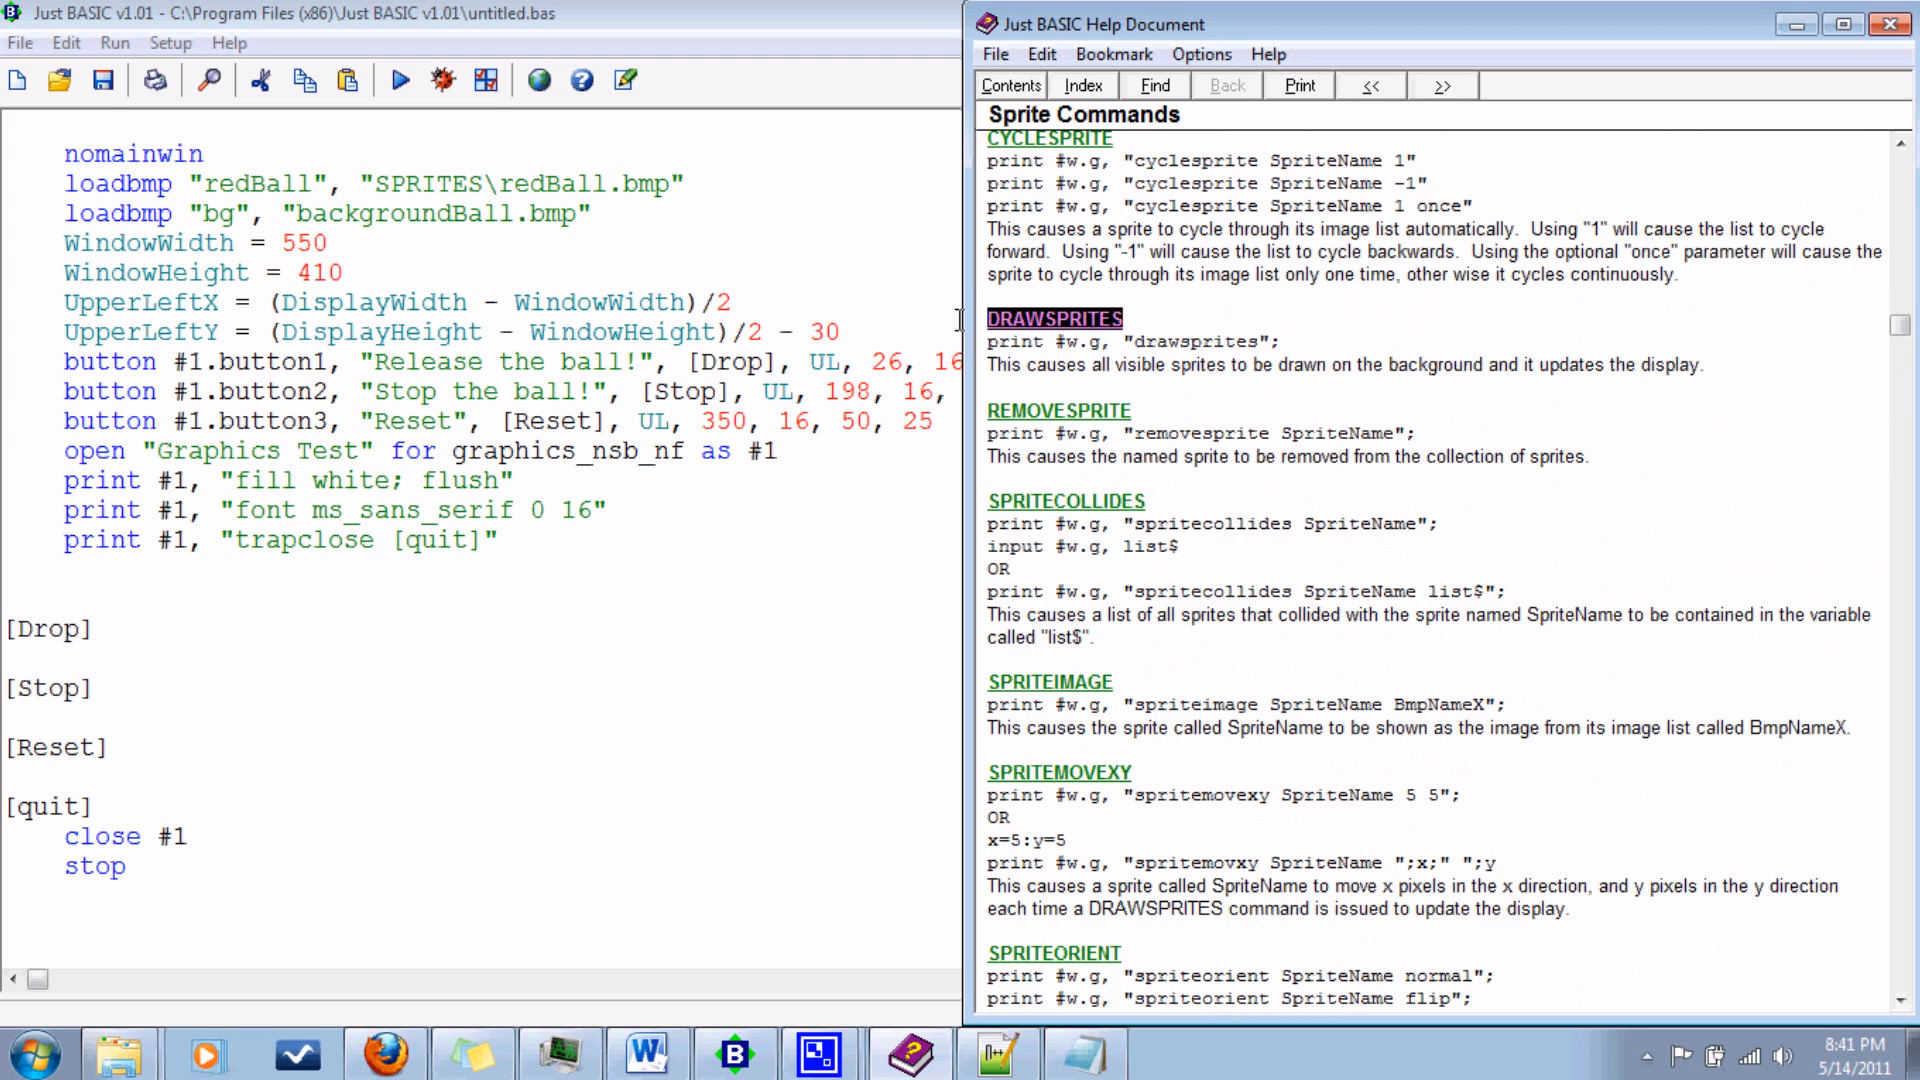 Just BASIC v1.01 - C:\Program Files (x86)\Just BASIC v1.01\untitled.bas
File Edit Run Setup Help
nomainwin
loadbmp "redBall", "SPRITES\redBall.bmp"
loadbmp "bg", "backgroundBall.bmp"
WindowWidth = 550
WindowHeight = 410
UpperLeftX = (DisplayWidth - WindowWidth)/2
UpperLeftY = (DisplayHeight - WindowHeight)/2 - 30
button #1.button1, "Release the ball!", [Drop], UL, 26, 16
button #1.button2, "Stop the ball!", [Stop], UL, 198, 16,
button #1.button3, "Reset", [Reset], UL, 350, 16, 50, 25
open "Graphics Test" for graphics_nsb_nf as #1
print #1, "fill white; flush"
print #1, "font ms_sans_serif 0 16"
print #1, "trapclose [quit]"
[Drop]
[Stop]
[Reset]
[quit]
close #1
stop
Just BASIC Help Document
File Edit Bookmark Options Help
Contents Index Find Back Print << >>
Sprite Commands
CYCLESPRITE
print #w.g, "cyclesprite SpriteName 1"
print #w.g, "cyclesprite SpriteName -1"
print #w.g, "cyclesprite SpriteName 1 once"
This causes a sprite to cycle through its image list automatically. Using "1" will cause the list to cycle
forward. Using "-1" will cause the list to cycle backwards. Using the optional "once" parameter will cause the
sprite to cycle through its image list only one time, other wise it cycles continuously.
DRAWSPRITES
print #w.g, "drawsprites";
This causes all visible sprites to be drawn on the background and it updates the display.
REMOVESPRITE
print #w.g, "removesprite SpriteName";
This causes the named sprite to be removed from the collection of sprites.
SPRITECOLLIDES
print #w.g, "spritecollides SpriteName";
input #w.g, list$
OR
print #w.g, "spritecollides SpriteName list$";
This causes a list of all sprites that collided with the sprite named SpriteName to be contained in the variable
called "list$".
SPRITEIMAGE
print #w.g, "spriteimage SpriteName BmpNameX";
This causes the sprite called SpriteName to be shown as the image from its image list called BmpNameX.
SPRITEMOVEXY
print #w.g, "spritemovexy SpriteName 5 5";
OR
x=5:y=5
print #w.g, "spritemovxy SpriteName ";x;" ";y
This causes a sprite called SpriteName to move x pixels in the x direction, and y pixels in the y direction
each time a DRAWSPRITES command is issued to update the display.
SPRITEORIENT
print #w.g, "spriteorient SpriteName normal";
print #w.g, "spriteorient SpriteName flip";
8:41 PM
5/14/2011